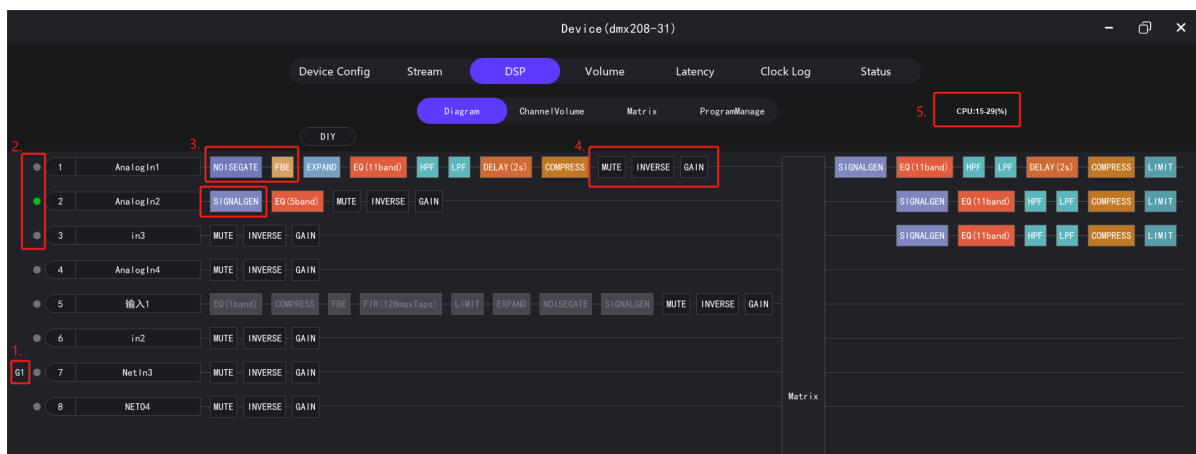 Device(dmx208-31)
Device Config Stream DSP Volume Latency Clock Log Status
Diagram ChannelVolume Matrix ProgramManage 5. CPU:15-29(%)
DIY
2. 3. 4.
1 AnalogIn1 NOISEGATE FBE EXPAND EQ(11band) HPF LPF DELAY(2s) COMPRESS MUTE INVERSE GAIN SIGNALGEN EQ(11band) HPF LPF DELAY(2s) COMPRESS LIMIT
2 AnalogIn2 SIGNALGEN EQ(5band) MUTE INVERSE GAIN SIGNALGEN EQ(11band) HPF LPF COMPRESS LIMIT
3 in3 MUTE INVERSE GAIN SIGNALGEN EQ(11band) HPF LPF COMPRESS LIMIT
4 AnalogIn4 MUTE INVERSE GAIN
5 输入1 EQ(1band) COMPRESS FBE FIR(128maxTaps) LIMIT EXPAND NOISEGATE SIGNALGEN MUTE INVERSE GAIN
6 in2 MUTE INVERSE GAIN
1.
G1 7 NetIn3 MUTE INVERSE GAIN
Matrix
8 NET04 MUTE INVERSE GAIN